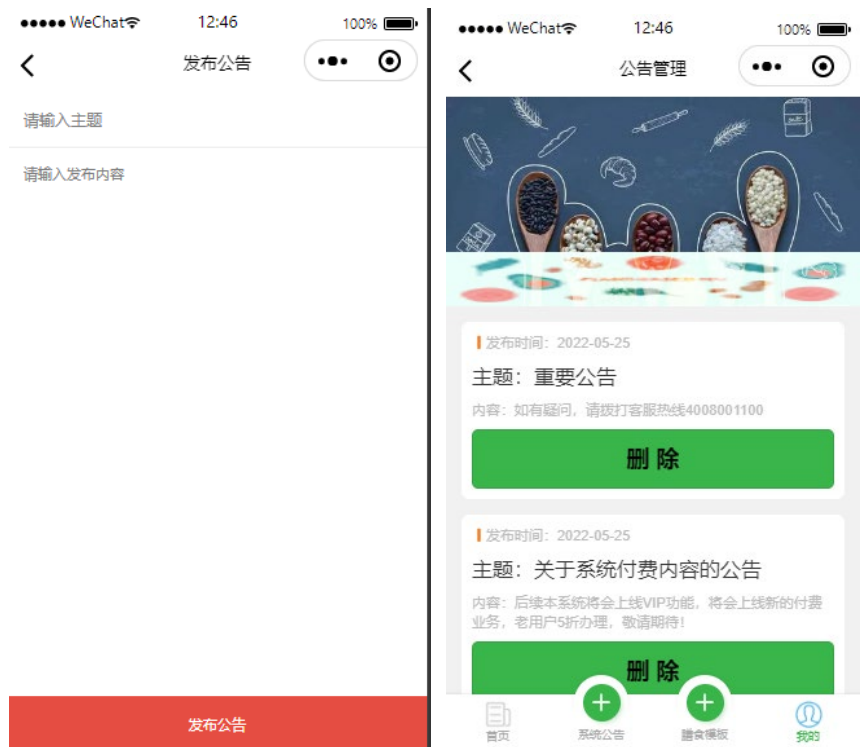 WeChat 12:46 100%
发布公告
请输入主题
请输入发布内容
发布公告
WeChat 12:46 100%
公告管理
发布时间：2022-05-25
主题：重要公告
内容：如有疑问，请拨打客服热线4008001100
删 除
发布时间：2022-05-25
主题：关于系统付费内容的公告
内容：后续本系统将会上线VIP功能，将会上线新的付费
业务，老用户5折办理，敬请期待！
删 除
首页 系统公告 膳食模板 我的